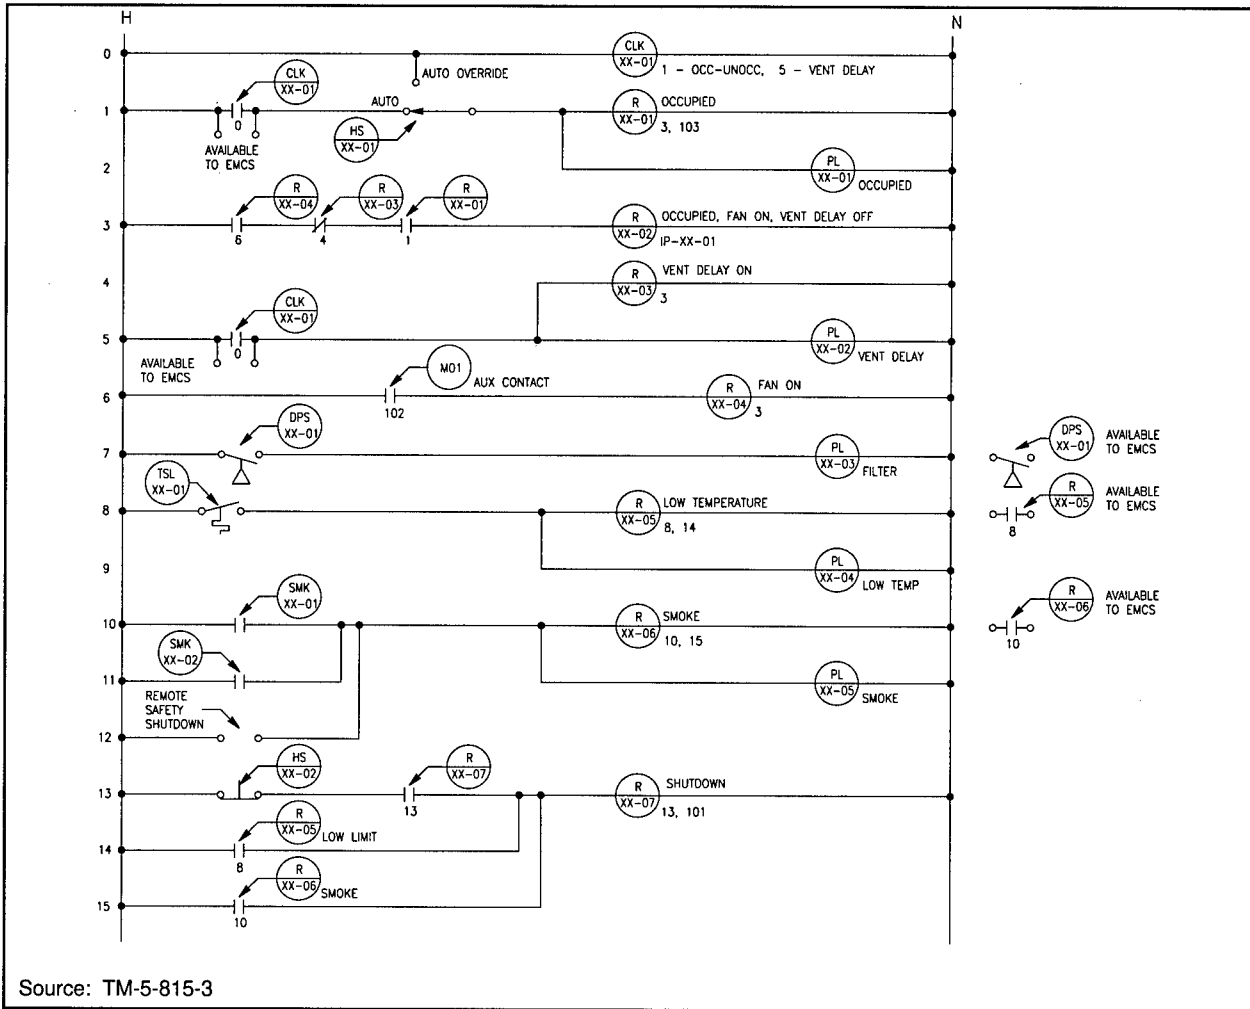 H
N
0
CLK
XX-01
1 - OCC-UNOCC, 5 - VENT DELAY
CLK
XX-01
AUTO OVERRIDE
1
0
AUTO
HS
XX-01
R
XX-01
OCCUPIED
3, 103
AVAILABLE
TO EMCS
2
PL
XX-01
OCCUPIED
R
XX-04
R
XX-03
R
XX-01
3
6
4
1
R
XX-02
OCCUPIED, FAN ON, VENT DELAY OFF
IP-XX-01
4
R
XX-03
VENT DELAY ON
3
CLK
XX-01
5
0
PL
XX-02
VENT DELAY
AVAILABLE
TO EMCS
M01
AUX CONTACT
6
102
R
XX-04
FAN ON
3
DPS
XX-01
7
PL
XX-03
FILTER
DPS
XX-01
AVAILABLE
TO EMCS
TSL
XX-01
8
R
XX-05
LOW TEMPERATURE
8, 14
R
XX-05
AVAILABLE
TO EMCS
8
9
PL
XX-04
LOW TEMP
SMK
XX-01
10
R
XX-06
SMOKE
10, 15
R
XX-06
AVAILABLE
TO EMCS
10
SMK
XX-02
11
PL
XX-05
SMOKE
REMOTE
SAFETY
SHUTDOWN
12
HS
XX-02
R
XX-07
13
13
R
XX-07
SHUTDOWN
13, 101
R
XX-05
LOW LIMIT
14
8
R
XX-06
SMOKE
15
10
Source: TM-5-815-3